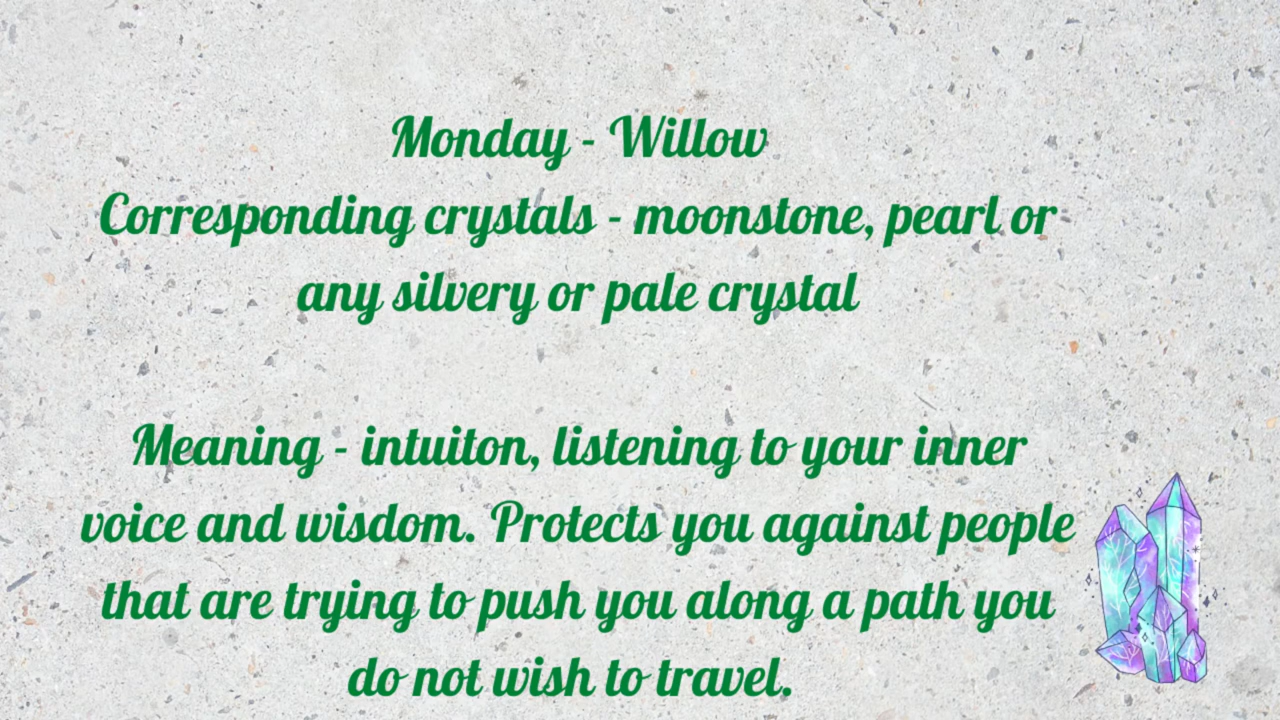 Monday - Willow
Corresponding crystals - moonstone, pearl or
any silvery or pale crystal
Meaning - intuiton, listening to your inner
voice and wisdom. Protects you against people
that are trying to push you along a path you
do not wish to travel.